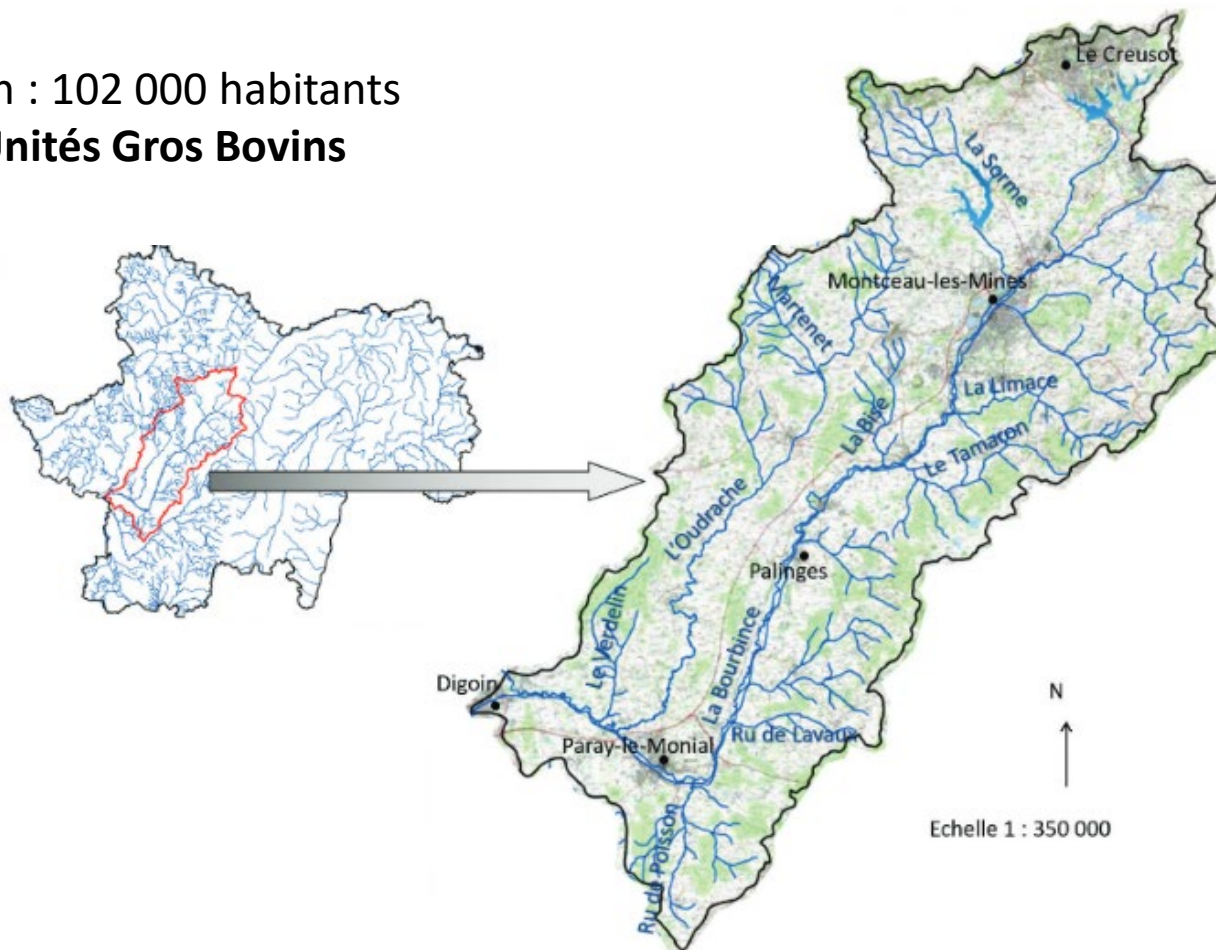 n : 102 000 habitants
Unités Gros Bovins
Le Creusot
La Sorme
Montceau-les-Mines
Martenet
La Limace
La Bise
Le Tamaron
L'Oudrache
Palinges
Le Verdelin
La Bourbince
Digoin
N
Ru de Lavaux
Paray-le-Monial
Echelle 1 : 350 000
Ru du Poisson